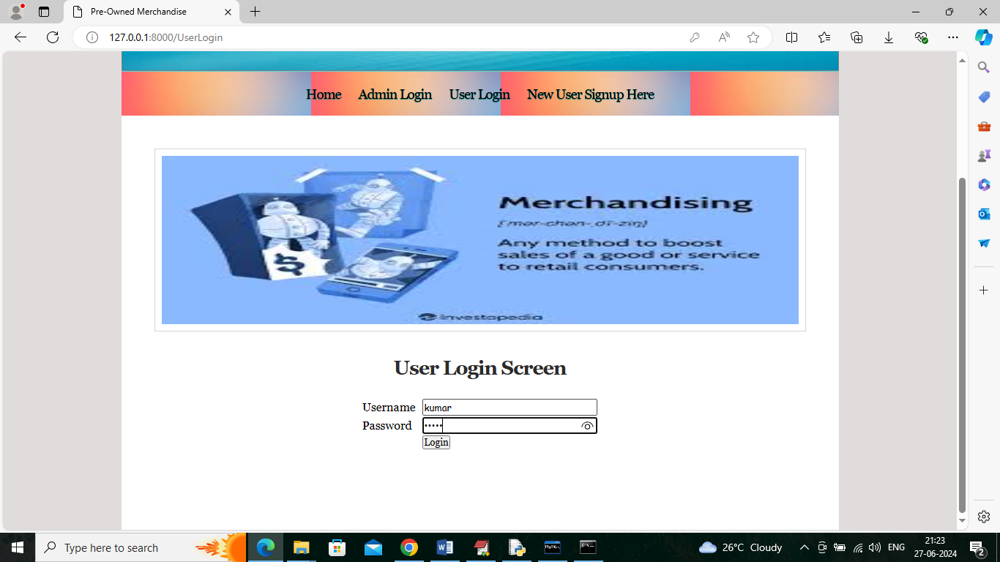 Pre-Owned Merchandise
127.0.0.1:8000/UserLogin
Home Admin Login User Login New User Signup Here
Merchandising
[mər-chən-ˌdī-ziŋ]
Any method to boost
sales of a good or service
to retail consumers.
Investopedia
User Login Screen
Username kumar
Password •••••
Login
Type here to search
26°C Cloudy
ENG
21:23
27-06-2024
2